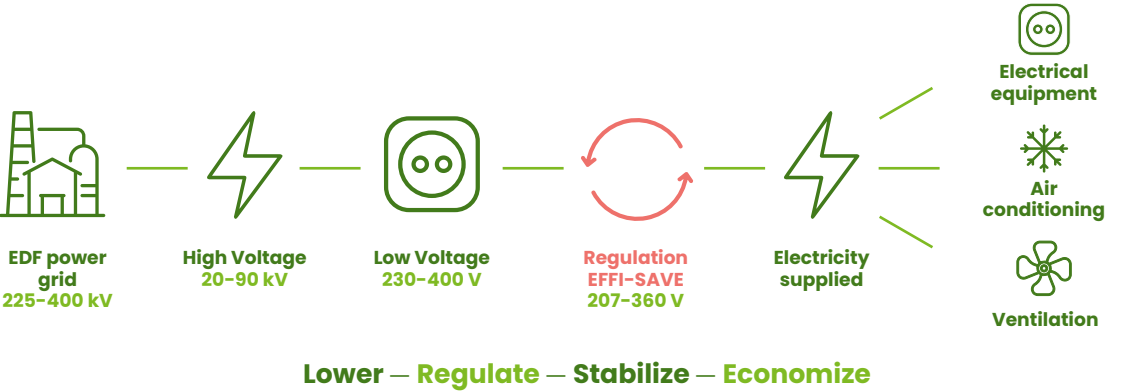 EDF power
grid
225-400 kV
High Voltage
20-90 kV
Low Voltage
230-400 V
Regulation
EFFI-SAVE
207-360 V
Electricity
supplied
Electrical
equipment
Air
conditioning
Ventilation
Lower — Regulate — Stabilize — Economize